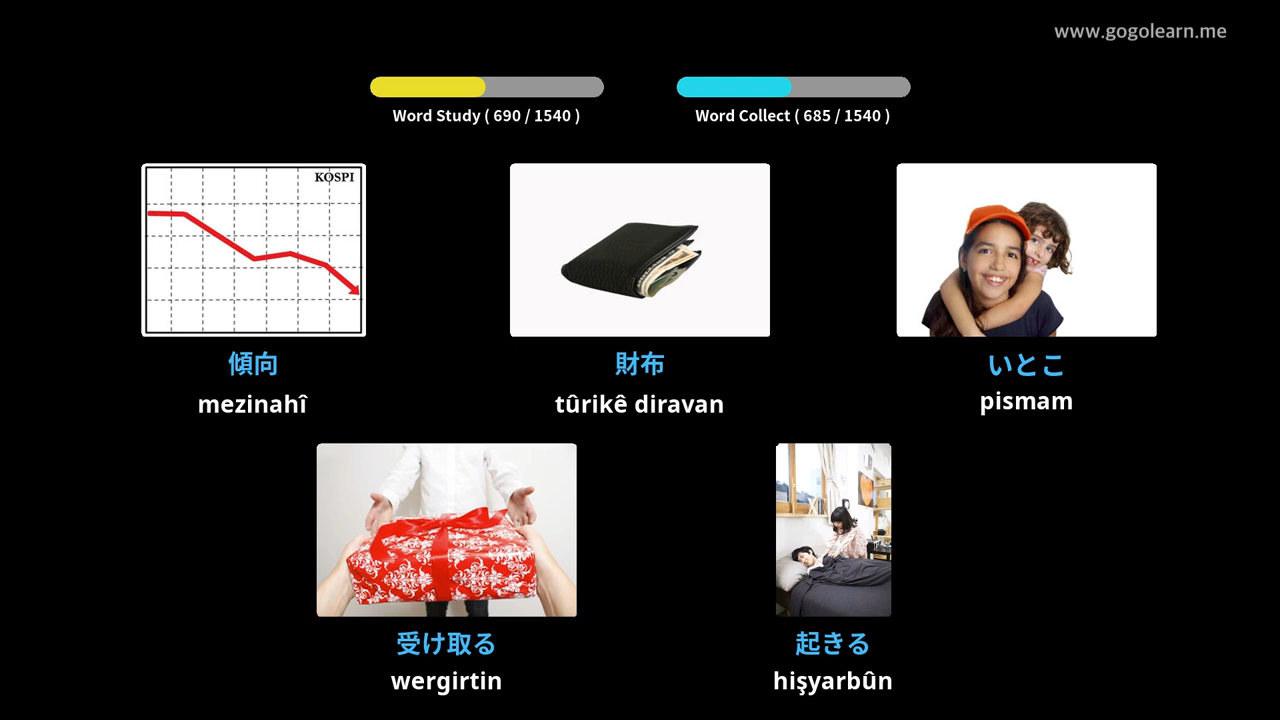 www.gogolearn.me
Word Study ( 690 / 1540 )
Word Collect ( 685 / 1540 )
KOSPI
傾向
mezinahî
財布
tûrikê diravan
いとこ
pismam
受け取る
wergirtin
起きる
hişyarbûn